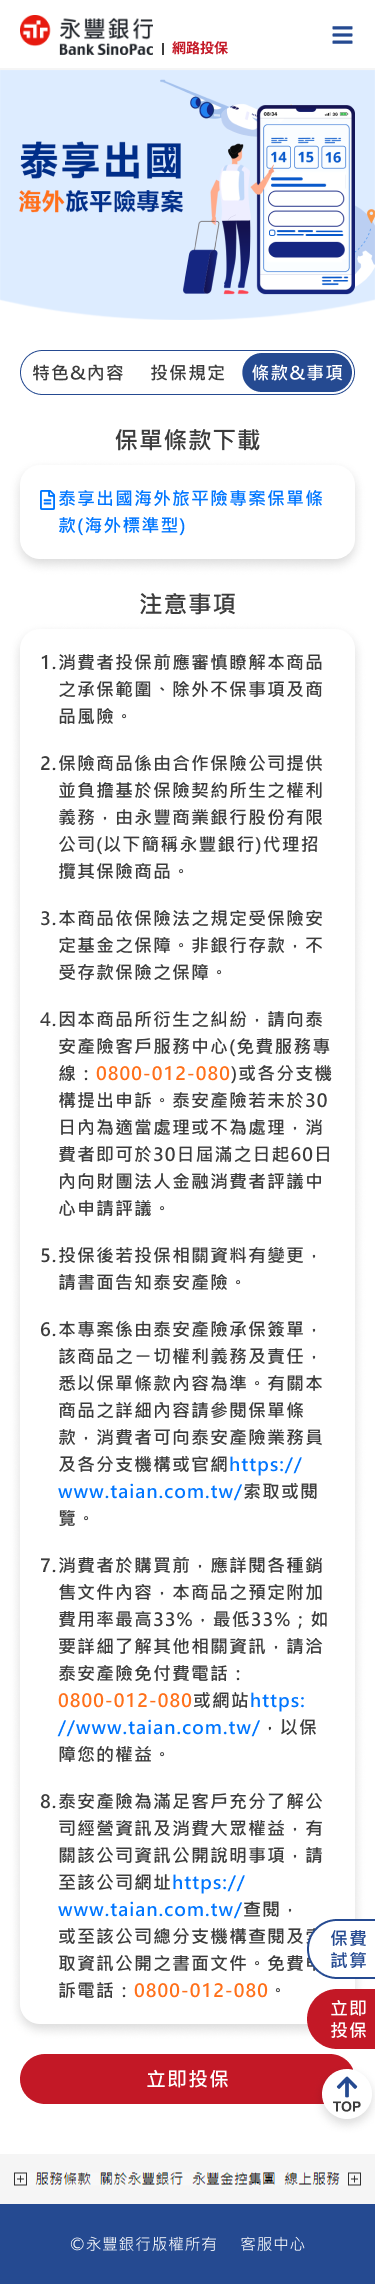 永豐銀行
Bank SinoPac | 網路投保
08:34
5G
泰享出國
14 15 16
海外旅平險專案
特色&內容 投保規定 條款&事項
保單條款下載
泰享出國海外旅平險專案保單條
款(海外標準型)
注意事項
1.消費者投保前應審慎瞭解本商品
之承保範圍、除外不保事項及商
品風險。
2.保險商品係由合作保險公司提供
並負擔基於保險契約所生之權利
義務，由永豐商業銀行股份有限
公司(以下簡稱永豐銀行)代理招
攬其保險商品。
3.本商品依保險法之規定受保險安
定基金之保障。非銀行存款，不
受存款保險之保障。
4.因本商品所衍生之糾紛，請向泰
安產險客戶服務中心(免費服務專
線：0800-012-080)或各分支機
構提出申訴。泰安產險若未於30
日內為適當處理或不為處理，消
費者即可於30日屆滿之日起60日
內向財團法人金融消費者評議中
心申請評議。
5.投保後若投保相關資料有變更，
請書面告知泰安產險。
6.本專案係由泰安產險承保簽單，
該商品之一切權利義務及責任，
悉以保單條款內容為準。有關本
商品之詳細內容請參閱保單條
款，消費者可向泰安產險業務員
及各分支機構或官網https://
www.taian.com.tw/索取或閱
覽。
7.消費者於購買前，應詳閱各種銷
售文件內容，本商品之預定附加
費用率最高33%，最低33%；如
要詳細了解其他相關資訊，請洽
泰安產險免付費電話：
0800-012-080或網站https:
//www.taian.com.tw/，以保
障您的權益。
8.泰安產險為滿足客戶充分了解公
司經營資訊及消費大眾權益，有
關該公司資訊公開說明事項，請
至該公司網址https://
www.taian.com.tw/查閱，
或至該公司總分支機構查閱及
取資訊公開之書面文件。免費
訴電話：0800-012-080。
保費
試算
立即
投保
立即投保
TOP
服務條款 關於永豐銀行 永豐金控集團 線上服務
©永豐銀行版權所有 客服中心